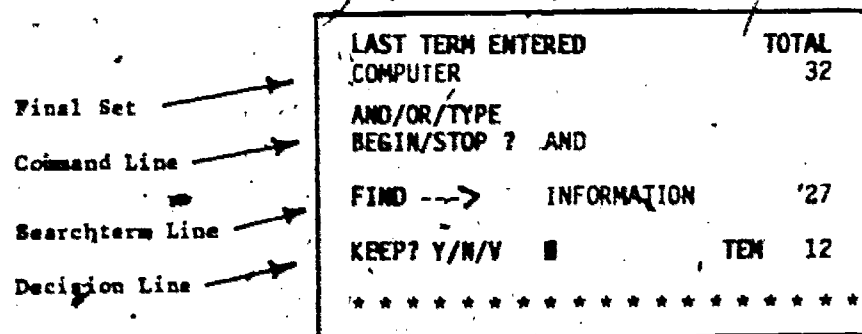 LAST TERM ENTERED TOTAL
COMPUTER 32
Final Set
AND/OR/TYPE
BEGIN/STOP ? AND
Command Line
FIND ---> INFORMATION 27
Searchterm Line
KEEP? Y/N/V TEM 12
Decision Line
* * * * * * * * * * * * * * * * * * *